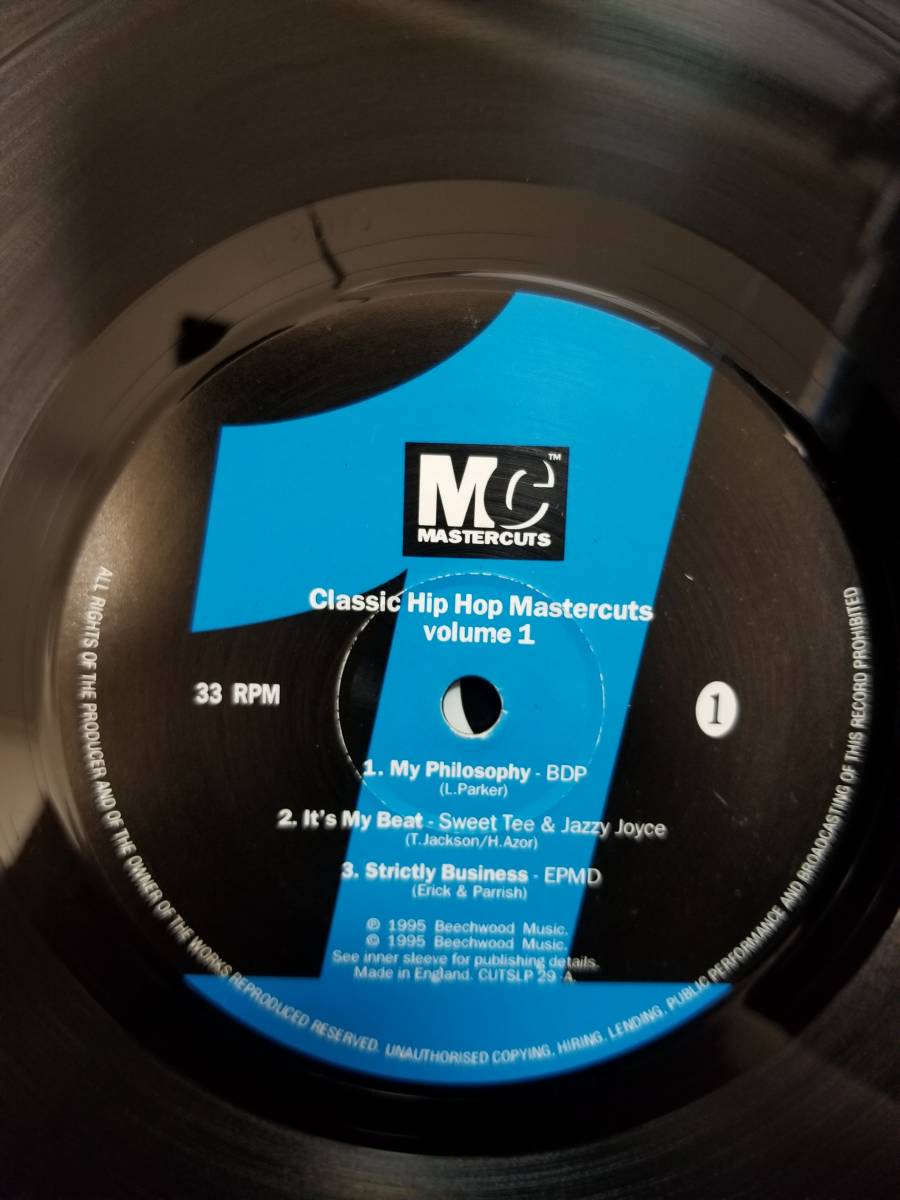 MC™
MASTERCUTS
Classic Hip Hop Mastercuts
volume 1
33 RPM
1
1. My Philosophy - BDP
(L.Parker)
2. It's My Beat - Sweet Tee & Jazzy Joyce
(T.Jackson/H.Azor)
3. Strictly Business - EPMD
(Erick & Parrish)
℗ 1995 Beechwood Music.
℗ 1995 Beechwood Music.
See inner sleeve for publishing details.
Made in England. CUTSLP 29 A.
ALL RIGHTS OF THE PRODUCER AND OF THE OWNER OF THE WORKS REPRODUCED RESERVED. UNAUTHORISED COPYING. HIRING. LENDING. PUBLIC PERFORMANCE AND BROADCASTING OF THIS RECORD PROHIBITED